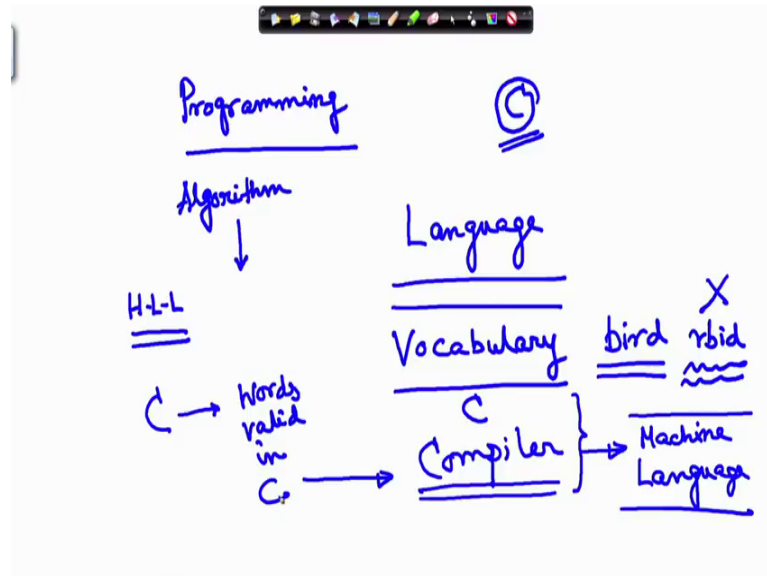 Programming
C
Algorithm
Language
H-L-L
X
Vocabulary
bird
rbid
C
words
valid
in
C.
C
Compiler
Machine
Language